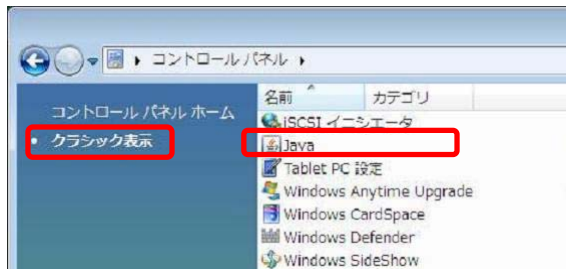 コントロール パネル
名前 カテゴリ
コントロール パネル ホーム
iSCSI イニシエータ
クラシック表示
Java
Tablet PC 設定
Windows Anytime Upgrade
Windows CardSpace
Windows Defender
Windows SideShow